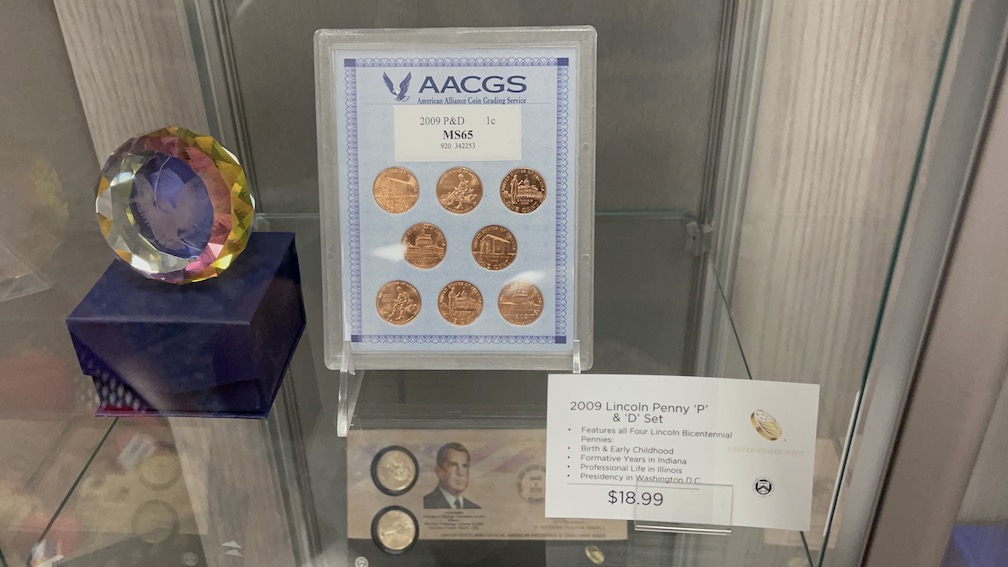 AACGS
American Alliance Coin Grading Service
2009 P&D 1c
MS65
920 342253
2009 Lincoln Penny 'P'
& 'D' Set
• Features all Four Lincoln Bicentennial
Pennies:
• Birth & Early Childhood
• Formative Years in Indiana
• Professional Life in Illinois
• Presidency in Washington D.C.
$18.99
UNITED STATES MINT